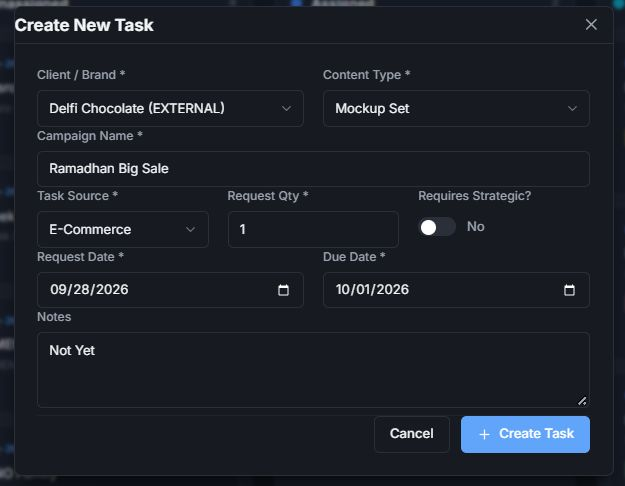 Assigned
Create New Task
Client / Brand *
Content Type *
Delfi Chocolate (EXTERNAL)
Mockup Set
Campaign Name *
Ramadhan Big Sale
Task Source *
Request Qty *
Requires Strategic?
E-Commerce
1
No
Request Date *
Due Date *
09/28/2026
10/01/2026
Notes
Not Yet
Cancel
+ Create Task